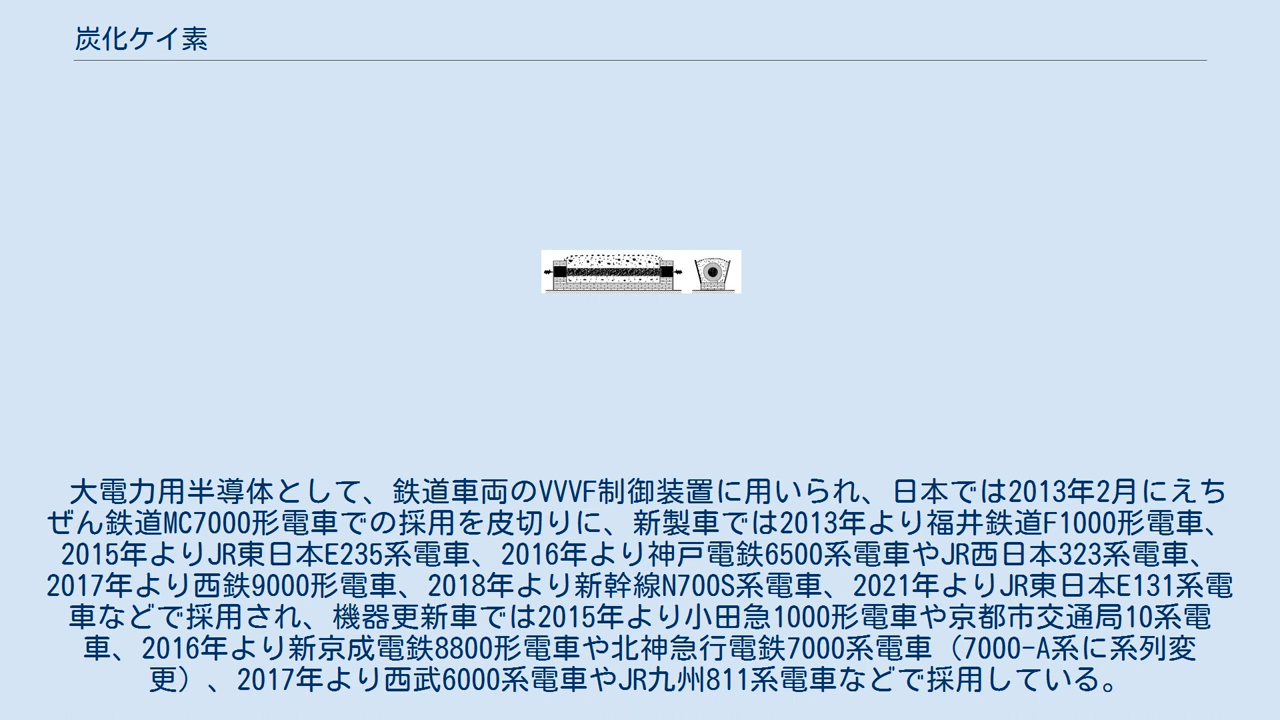 炭化ケイ素
大電力用半導体として、鉄道車両のVVVF制御装置に用いられ、日本では2013年2月にえち
ぜん鉄道MC7000形電車での採用を皮切りに、新製車では2013年より福井鉄道F1000形電車、
2015年よりJR東日本E235系電車、2016年より神戸電鉄6500系電車やJR西日本323系電車、
2017年より西鉄9000形電車、2018年より新幹線N700S系電車、2021年よりJR東日本E131系電
車などで採用され、機器更新車では2015年より小田急1000形電車や京都市交通局10系電
車、2016年より新京成電鉄8800形電車や北神急行電鉄7000系電車（7000-A系に系列変
更）、2017年より西武6000系電車やJR九州811系電車などで採用している。